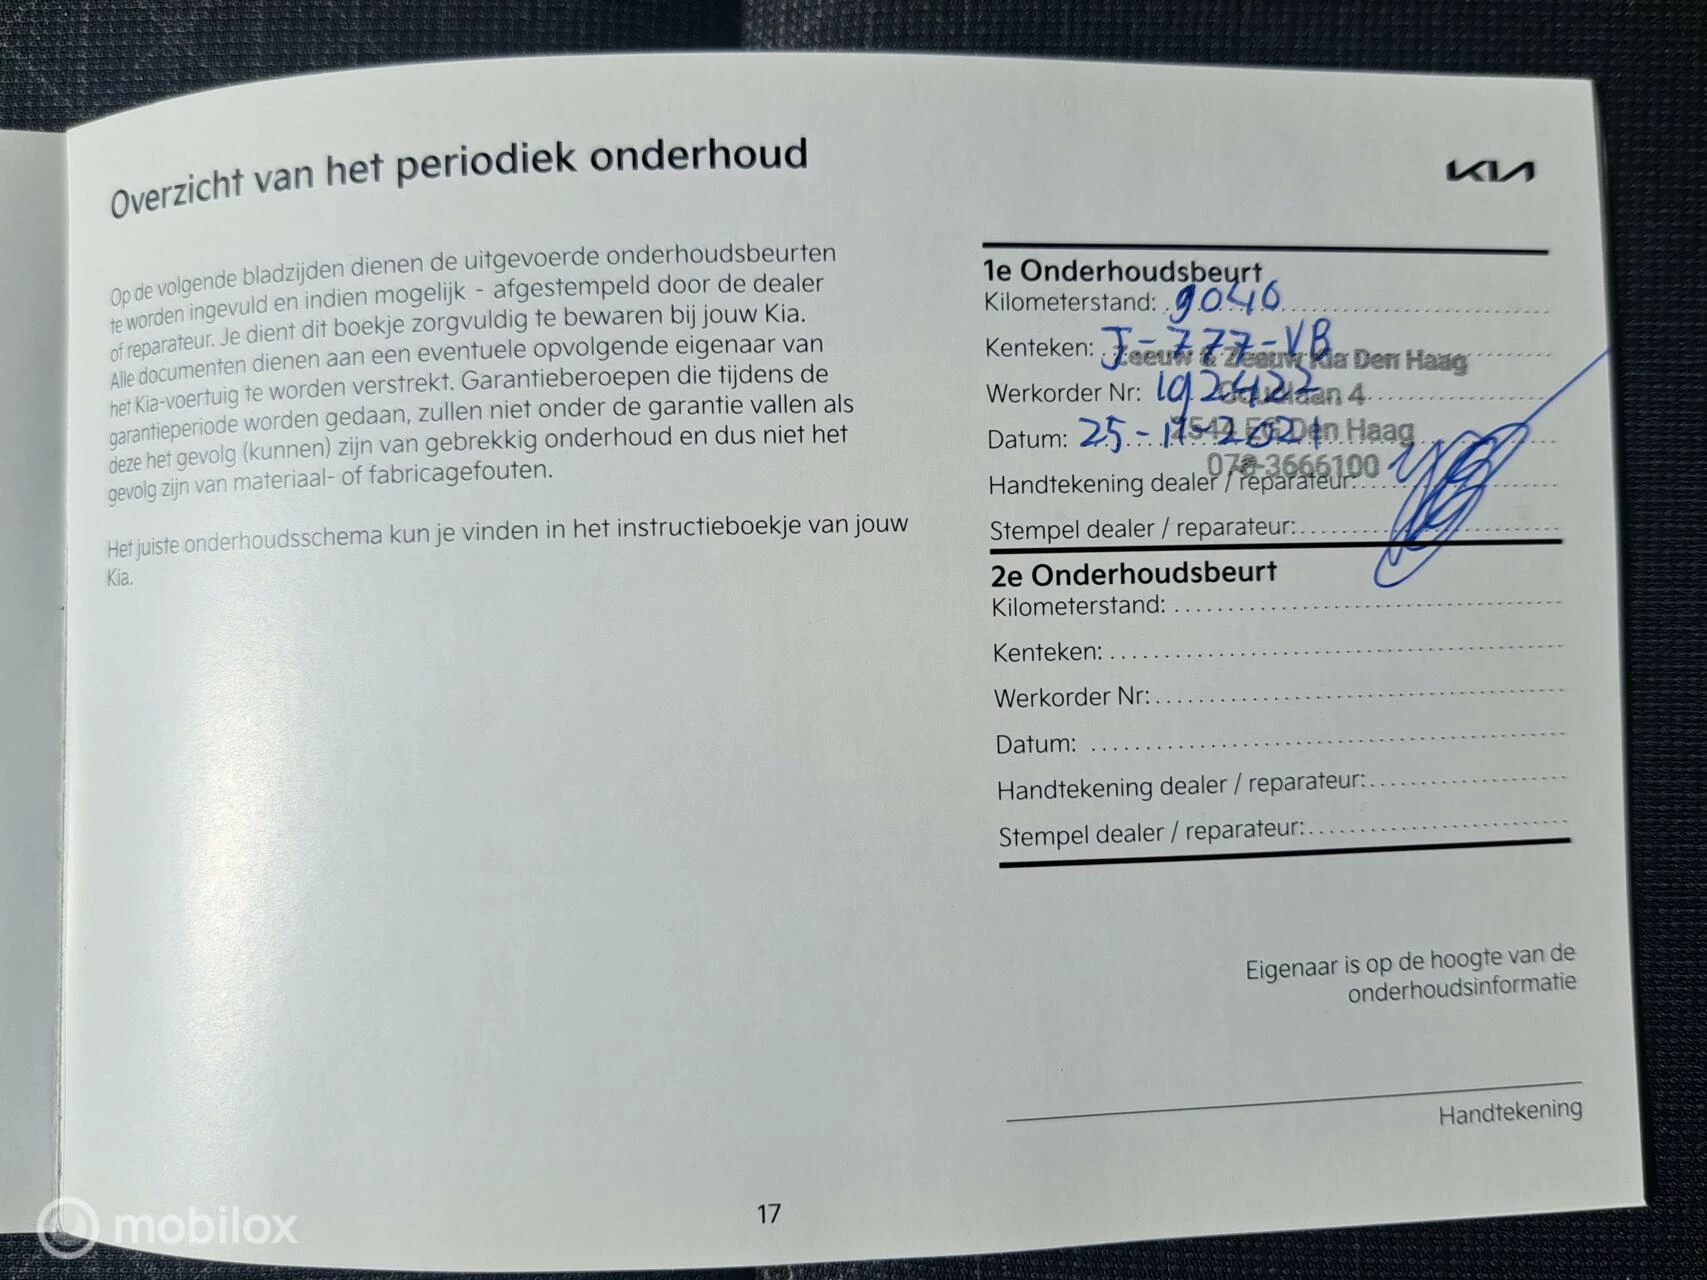 Overzicht van het periodiek onderhoud
KIA
Op de volgende bladzijden dienen de uitgevoerde onderhoudsbeurten
te worden ingevuld en indien mogelijk - afgestempeld door de dealer
of reparateur. Je dient dit boekje zorgvuldig te bewaren bij jouw Kia.
Alle documenten dienen aan een eventuele opvolgende eigenaar van
het Kia-voertuig te worden verstrekt. Garantieberoepen die tijdens de
garantieperiode worden gedaan, zullen niet onder de garantie vallen als
deze het gevolg (kunnen) zijn van gebrekkig onderhoud en dus niet het
gevolg zijn van materiaal- of fabricagefouten.
Het juiste onderhoudsschema kun je vinden in het instructieboekje van jouw
Kia.
1e Onderhoudsbeurt
Kilometerstand: 9040
Kenteken: J-777-VB
Zeeuw & Zeeuw Kia Den Haag
Werkorder Nr: 192422
4
Datum: 25-11-2021
Den Haag
3666100
Handtekening dealer / reparateur:
Stempel dealer / reparateur:
2e Onderhoudsbeurt
Kilometerstand:
Kenteken:
Werkorder Nr:
Datum:
Handtekening dealer / reparateur:
Stempel dealer / reparateur:
Eigenaar is op de hoogte van de
onderhoudsinformatie
Handtekening
17
mobilox